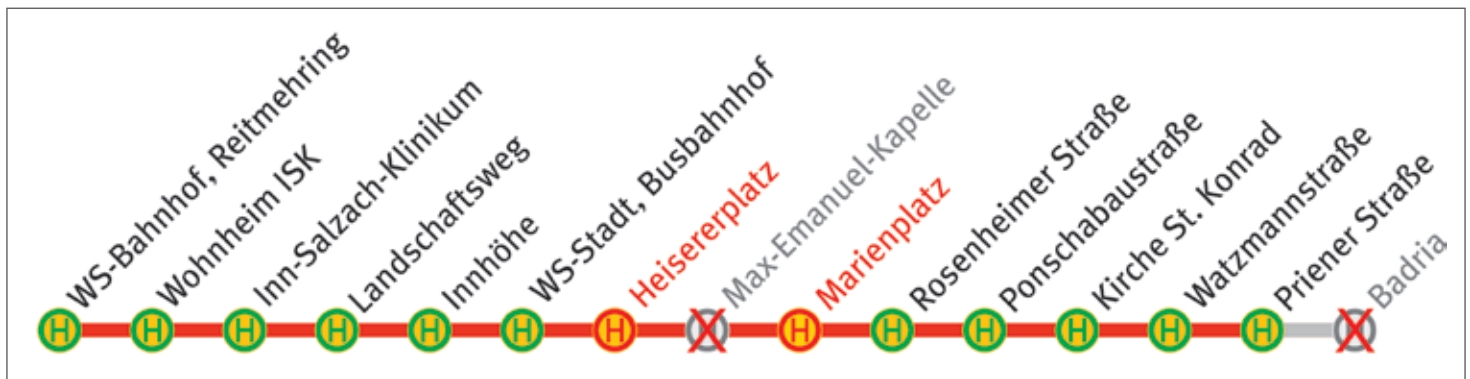 WS-Bahnhof, Reitmehring
Wohnheim ISK
Inn-Salzach-Klinikum
Landschaftsweg
Innhöhe
WS-Stadt, Busbahnhof
Heisererplatz
Max-Emanuel-Kapelle
Marienplatz
Rosenheimer Straße
Ponschabaustraße
Kirche St. Konrad
Watzmannstraße
Priener Straße
Badria
H H H H H H H H H H H H H H H